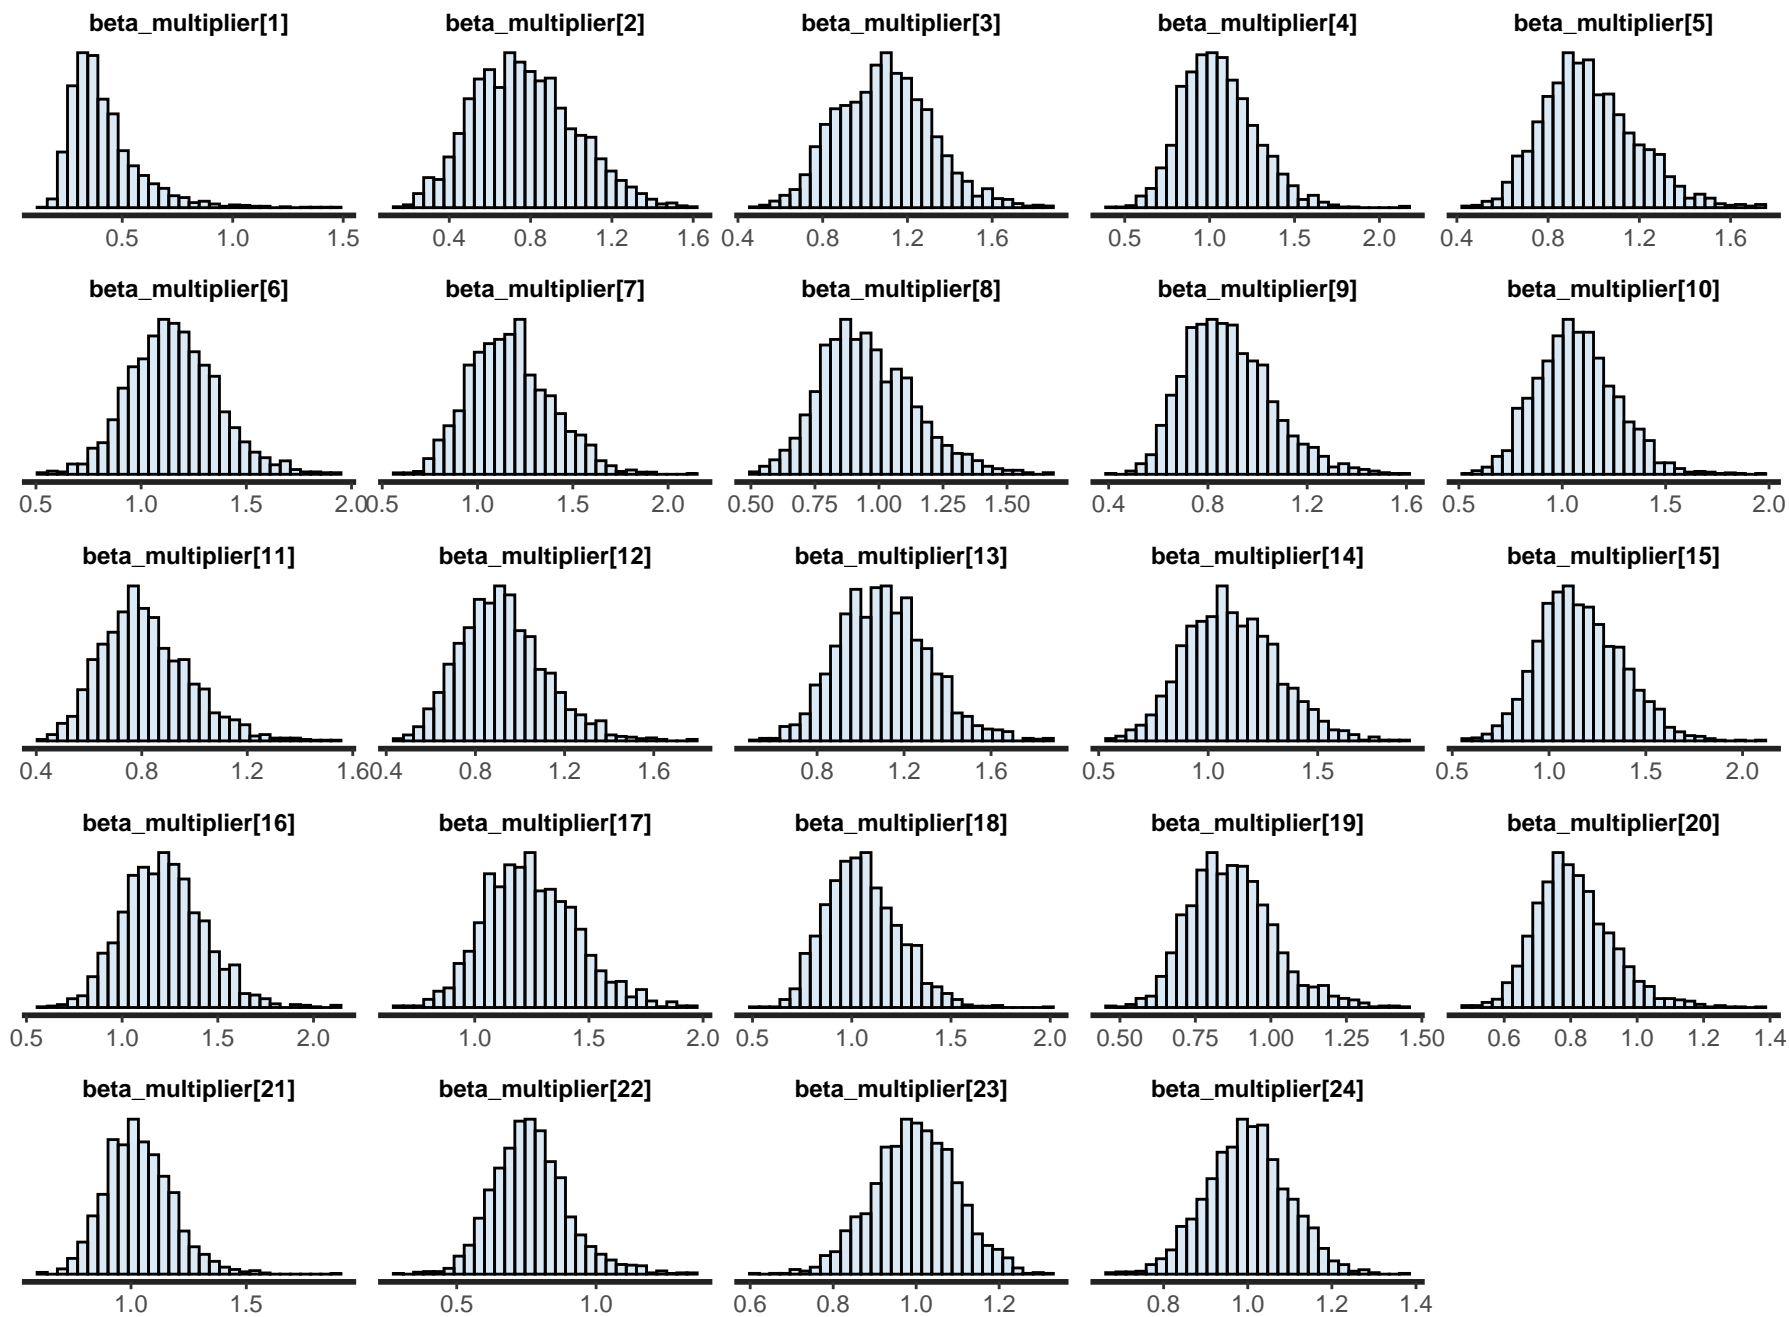 beta_multiplier[1] beta_multiplier[2] beta_multiplier[3] beta_multiplier[4] beta_multiplier[5]
0.5 1.0 1.5 0.4 0.8 1.2 1.6 0.4 0.8 1.2 1.6 0.5 1.0 1.5 2.0 0.4 0.8 1.2 1.6
beta_multiplier[6] beta_multiplier[7] beta_multiplier[8] beta_multiplier[9] beta_multiplier[10]
0.5 1.0 1.5 2.0 0.5 1.0 1.5 2.0 0.50 0.75 1.00 1.25 1.50 0.4 0.8 1.2 1.6 0.5 1.0 1.5 2.0
beta_multiplier[11] beta_multiplier[12] beta_multiplier[13] beta_multiplier[14] beta_multiplier[15]
0.4 0.8 1.2 1.6 0.4 0.8 1.2 1.6 0.8 1.2 1.6 0.5 1.0 1.5 0.5 1.0 1.5 2.0
beta_multiplier[16] beta_multiplier[17] beta_multiplier[18] beta_multiplier[19] beta_multiplier[20]
0.5 1.0 1.5 2.0 1.0 1.5 2.0 0.5 1.0 1.5 2.0 0.50 0.75 1.00 1.25 1.50 0.6 0.8 1.0 1.2 1.4
beta_multiplier[21] beta_multiplier[22] beta_multiplier[23] beta_multiplier[24]
1.0 1.5 0.5 1.0 0.6 0.8 1.0 1.2 0.8 1.0 1.2 1.4